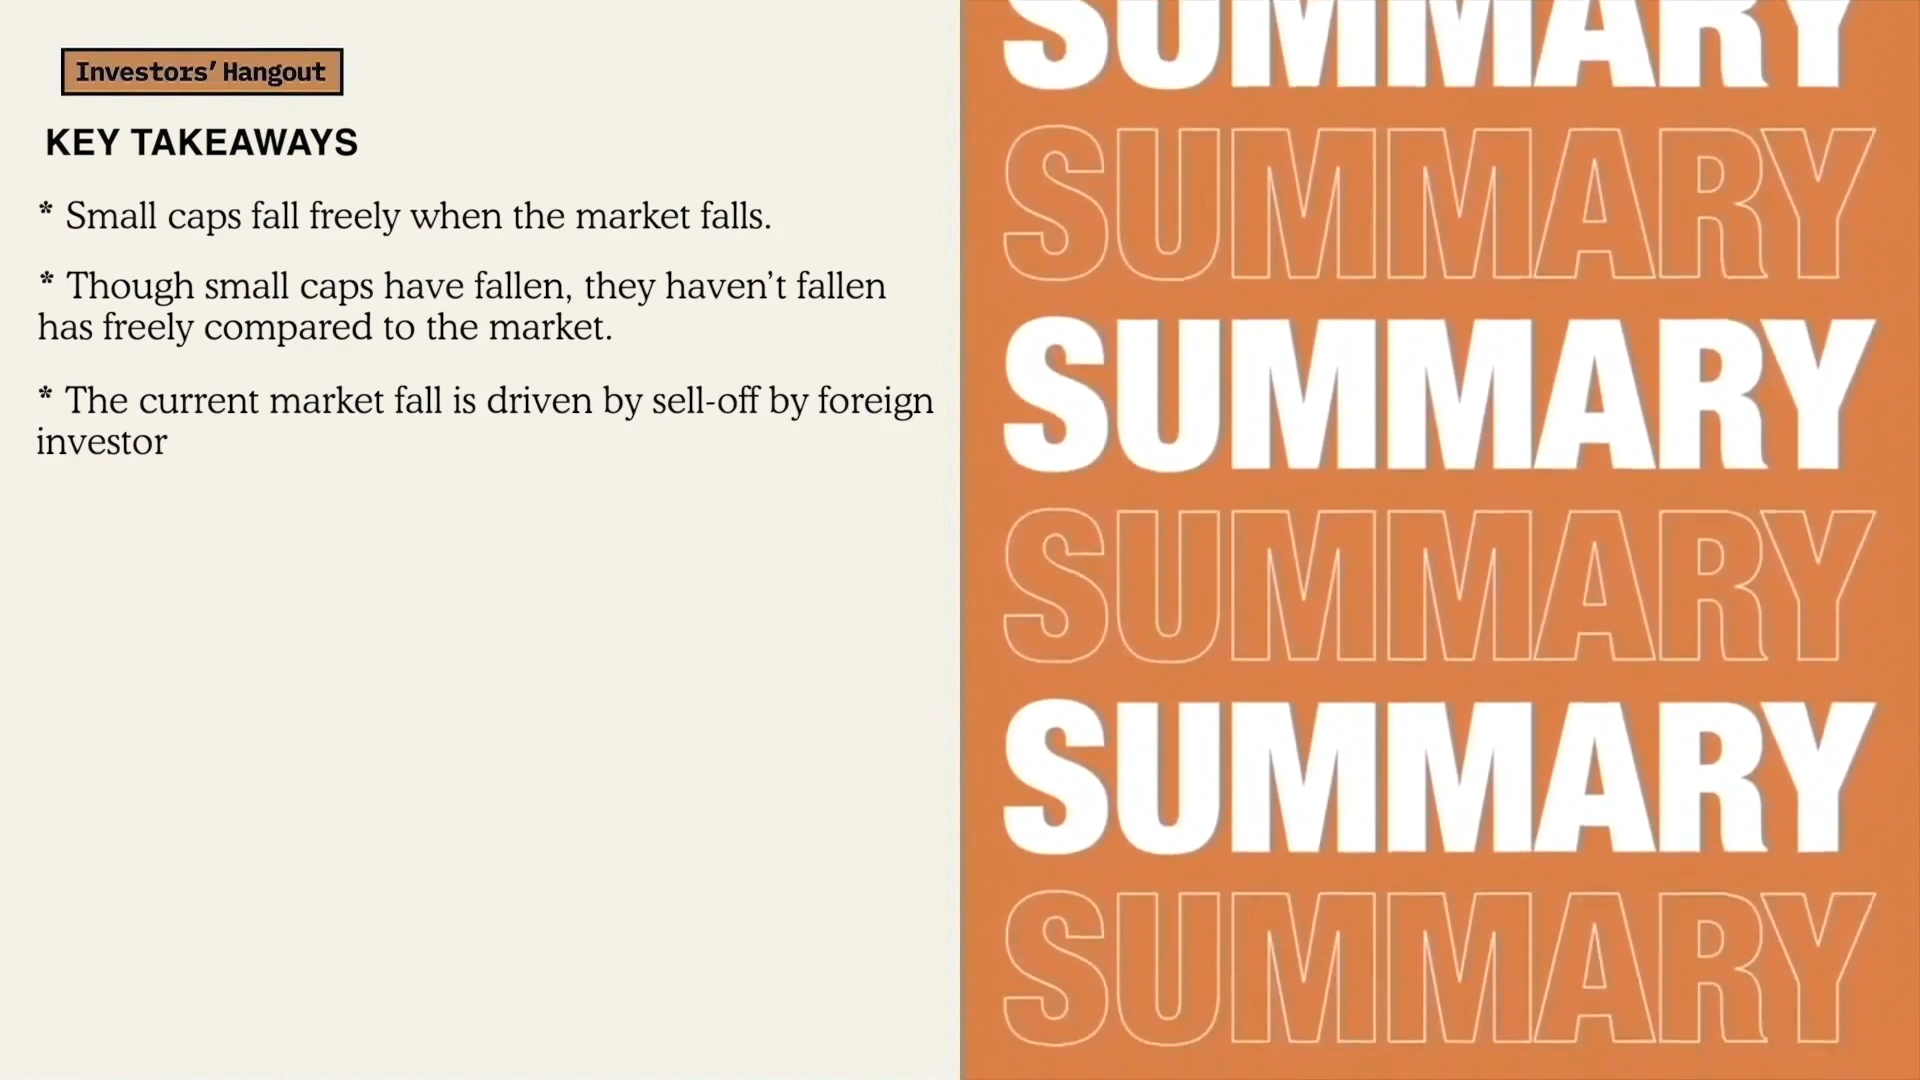 Investors' Hangout
KEY TAKEAWAYS
* Small caps fall freely when the market falls.
* Though small caps have fallen, they haven't fallen
has freely compared to the market.
* The current market fall is driven by sell-off by foreign
investor
SUMMARY
SUMMARY
SUMMARY
SUMMARY
SUMMARY
SUMMARY